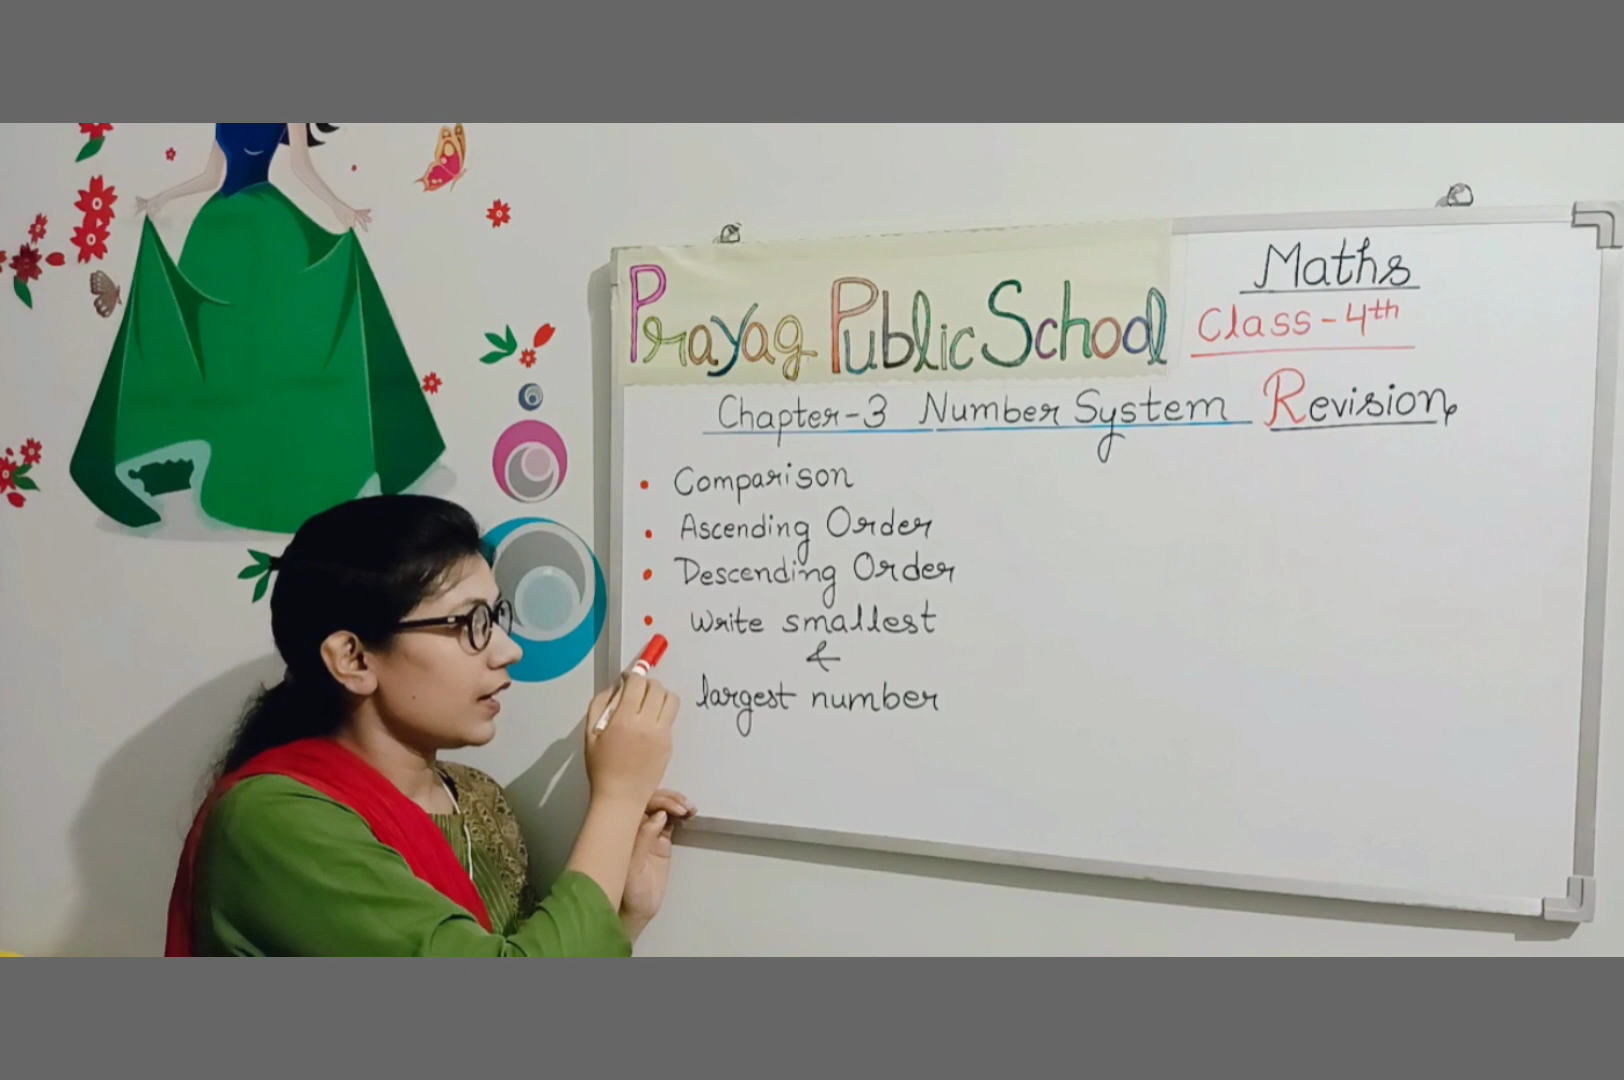 Prayag Public School
Maths
Class-4th
Chapter-3 Number System Revision
• Comparison
• Ascending Order
• Descending Order
• Write smallest
&
largest number